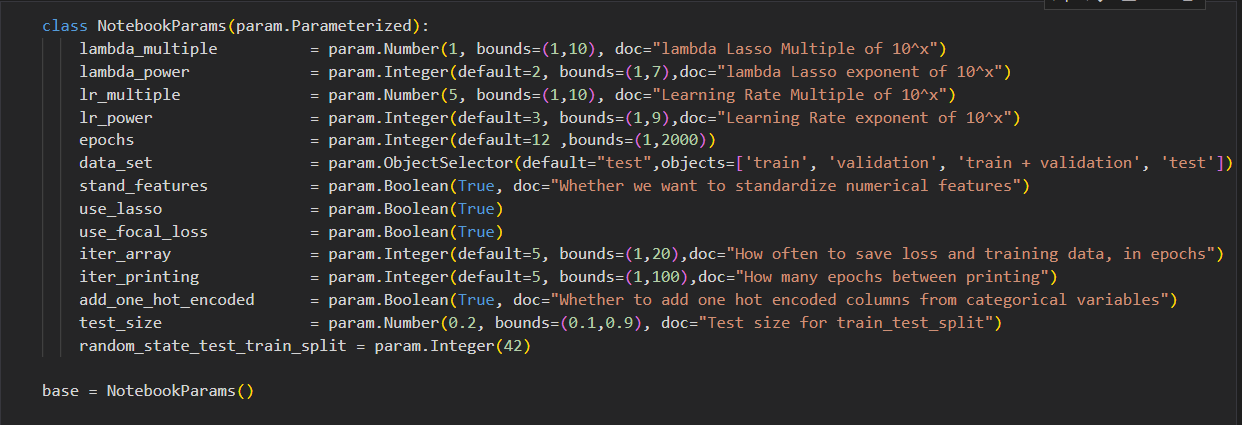 class NotebookParams(param.Parameterized):
    lambda_multiple          = param.Number(1, bounds=(1,10), doc="lambda Lasso Multiple of 10^x")
    lambda_power             = param.Integer(default=2, bounds=(1,7),doc="lambda Lasso exponent of 10^x")
    lr_multiple              = param.Number(5, bounds=(1,10), doc="Learning Rate Multiple of 10^x")
    lr_power                 = param.Integer(default=3, bounds=(1,9),doc="Learning Rate exponent of 10^x")
    epochs                   = param.Integer(default=12 ,bounds=(1,2000))
    data_set                 = param.ObjectSelector(default="test",objects=['train', 'validation', 'train + validation', 'test'])
    stand_features           = param.Boolean(True, doc="Whether we want to standardize numerical features")
    use_lasso                = param.Boolean(True)
    use_focal_loss           = param.Boolean(True)
    iter_array               = param.Integer(default=5, bounds=(1,20),doc="How often to save loss and training data, in epochs")
    iter_printing            = param.Integer(default=5, bounds=(1,100),doc="How many epochs between printing")
    add_one_hot_encoded      = param.Boolean(True, doc="Whether to add one hot encoded columns from categorical variables")
    test_size                = param.Number(0.2, bounds=(0.1,0.9), doc="Test size for train_test_split")
    random_state_test_train_split = param.Integer(42)
base = NotebookParams()